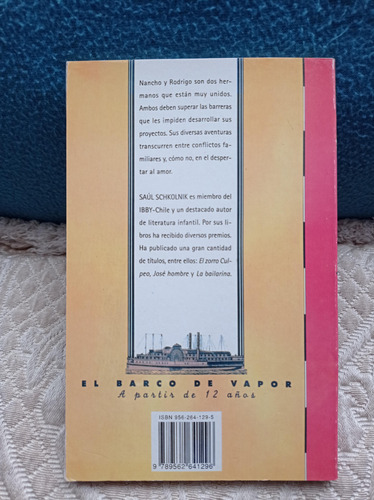 Nancho y Rodrigo son dos her-
manos que están muy unidos.
Ambos deben superar las barreras
que les impiden desarrollar sus
proyectos. Sus diversas aventuras
transcurren entre conflictos fa-
miliares y, cómo no, en el desper-
tar al amor.
SAÚL SCHKOLNIK es miembro del
IBBY-Chile y un destacado autor
de literatura infantil. Por sus li-
bros ha recibido diversos premios.
Ha publicado una gran cantidad
de títulos, entre ellos: El zorro Cul-
peo, José hombre y La bailarina.
EL BARCO DE VAPOR
A partir de 12 años
ISBN 956-264-129-5
9 789562 641296